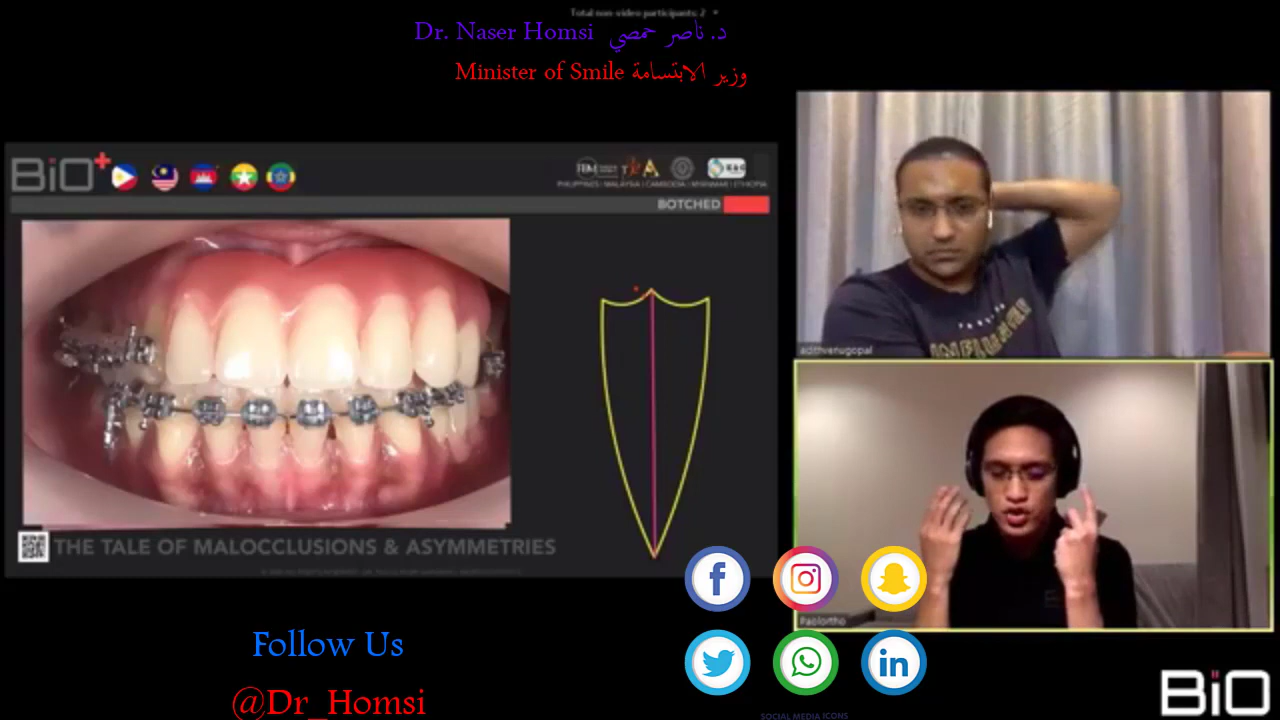 Total non-video participants: 2
Dr. Naser Homsi د. ناصر حمصي
Minister of Smile وزير الابتسامة
BiO+
PHILIPPINES | MALAYSIA | CAMBODIA | MYANMAR | ETHIOPIA
BOTCHED
adithvenugopal
THE TALE OF MALOCCLUSIONS & ASYMMETRIES
Paolortho
Follow Us
@Dr_Homsi
BiO
SOCIAL MEDIA ICONS